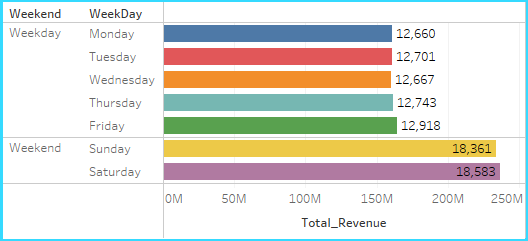 Weekend WeekDay
Weekday Monday 12,660
Tuesday 12,701
Wednesday 12,667
Thursday 12,743
Friday 12,918
Weekend Sunday 18,361
Saturday 18,583
0M 50M 100M 150M 200M 250M
Total_Revenue